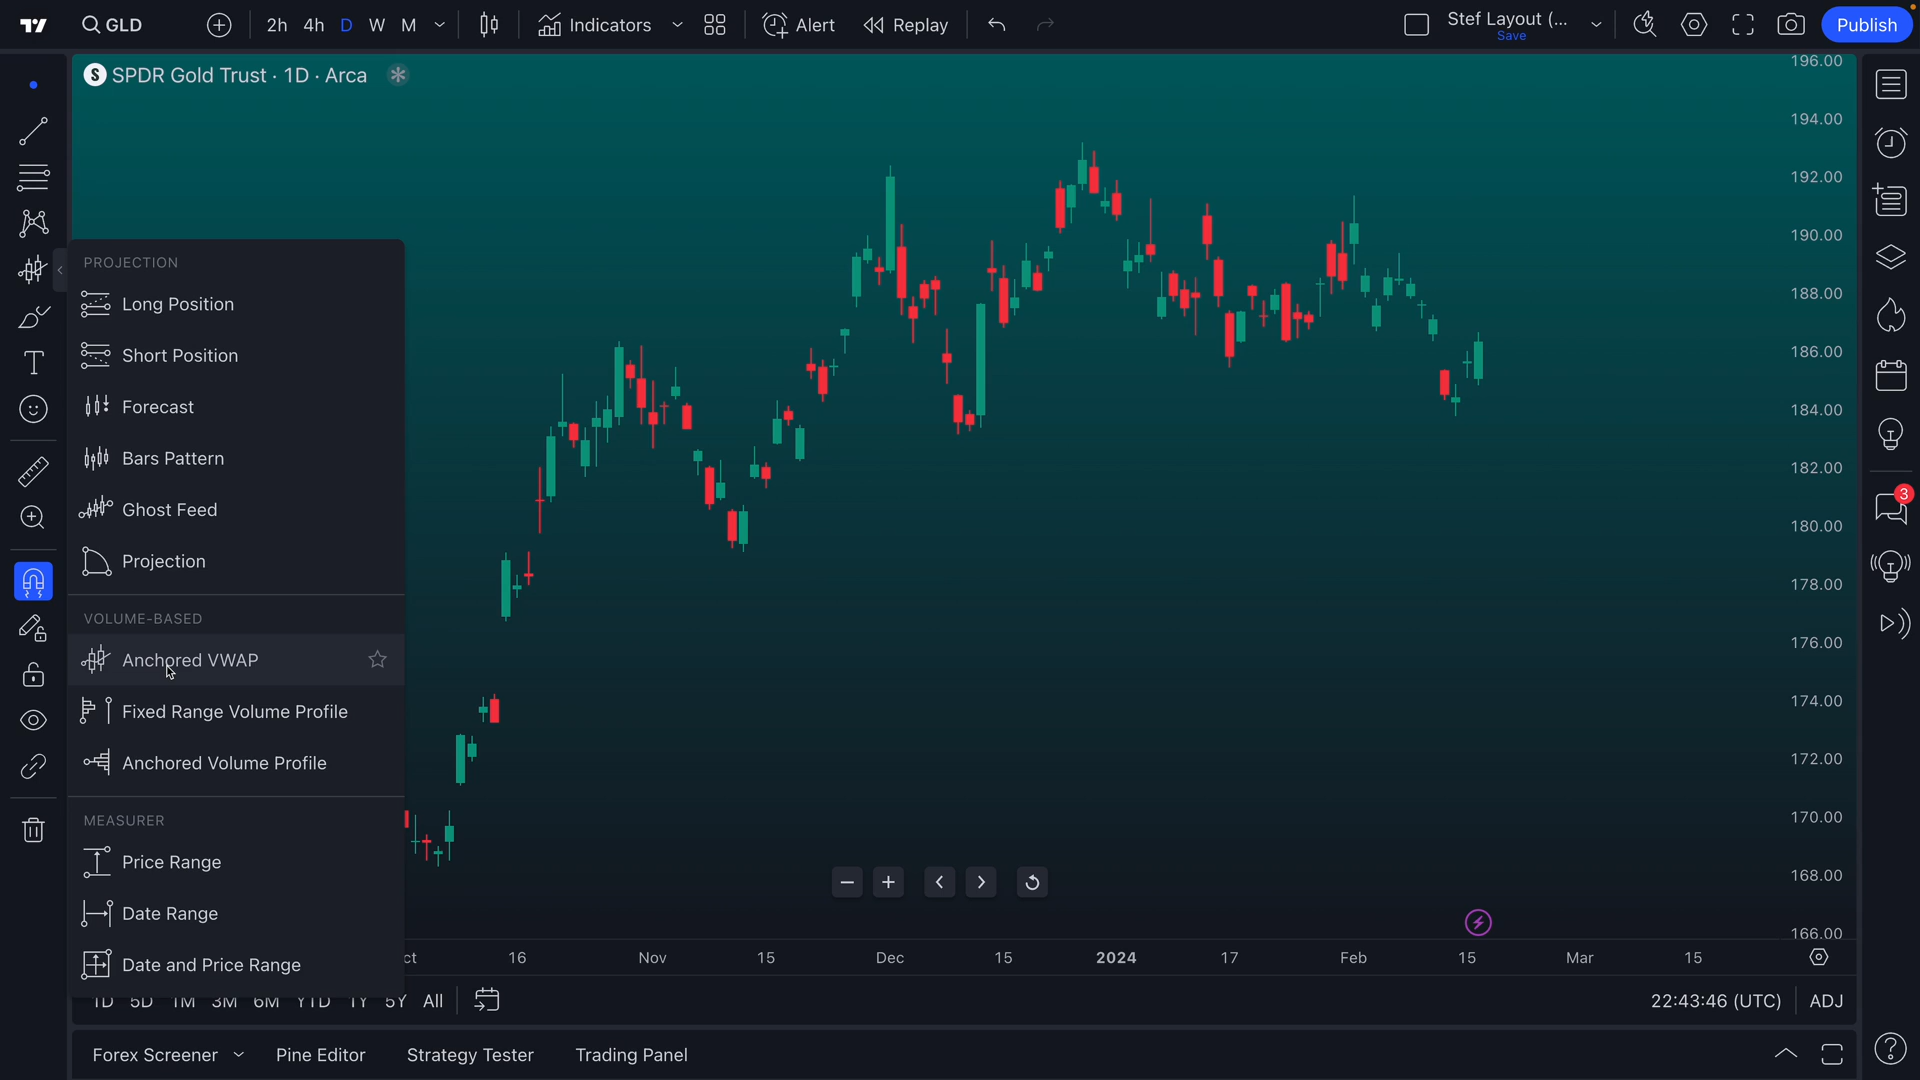 GLD
2h 4h D W M
Indicators
Alert
Replay
Stef Layout (...
Save
Publish
S SPDR Gold Trust · 1D · Arca
196.00
194.00
192.00
190.00
188.00
186.00
184.00
182.00
180.00
178.00
176.00
174.00
172.00
170.00
168.00
166.00
3
PROJECTION
Long Position
Short Position
Forecast
Bars Pattern
Ghost Feed
Projection
VOLUME-BASED
Anchored VWAP
Fixed Range Volume Profile
Anchored Volume Profile
MEASURER
Price Range
Date Range
Date and Price Range
ct 16 Nov 15 Dec 15 2024 17 Feb 15 Mar 15
1D 5D 1M 3M 6M YTD 1Y 5Y All
22:43:46 (UTC) ADJ
Forex Screener Pine Editor Strategy Tester Trading Panel